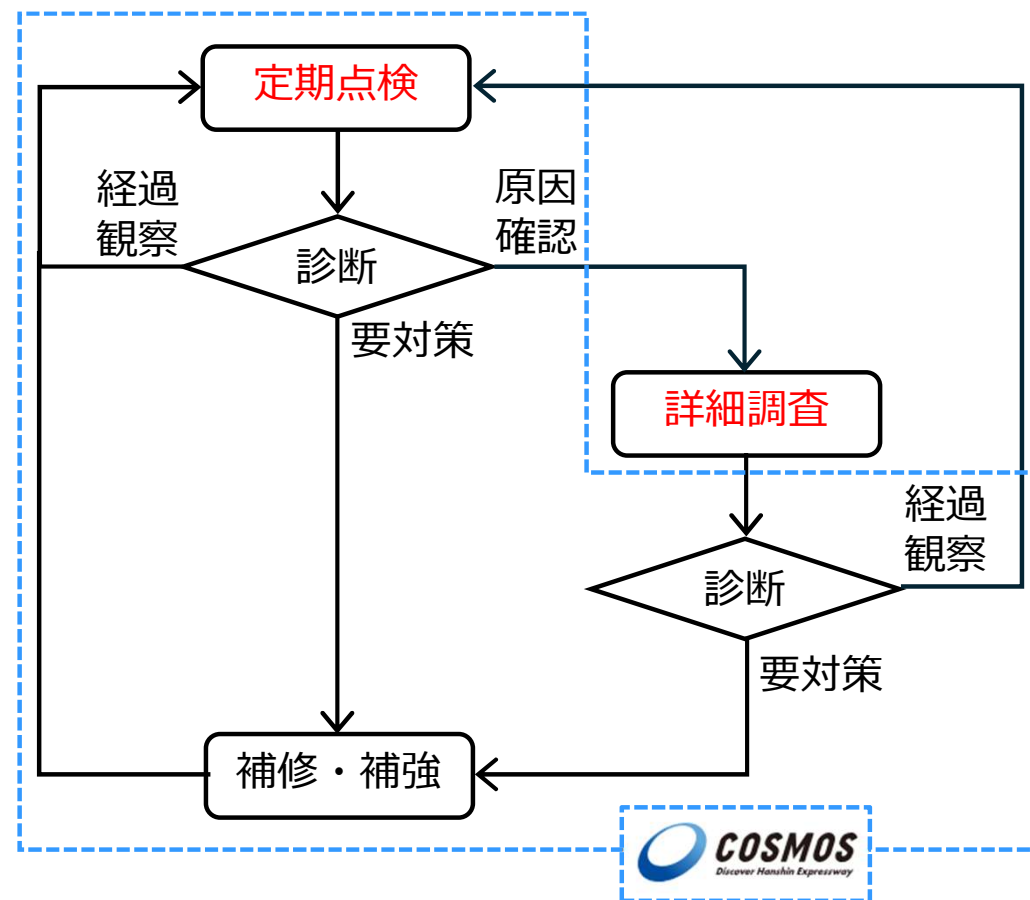 定期点検
経過
観察
原因
確認
診断
要対策
詳細調査
経過
観察
診断
要対策
補修・補強
COSMOS
Discover Hanshin Expressway